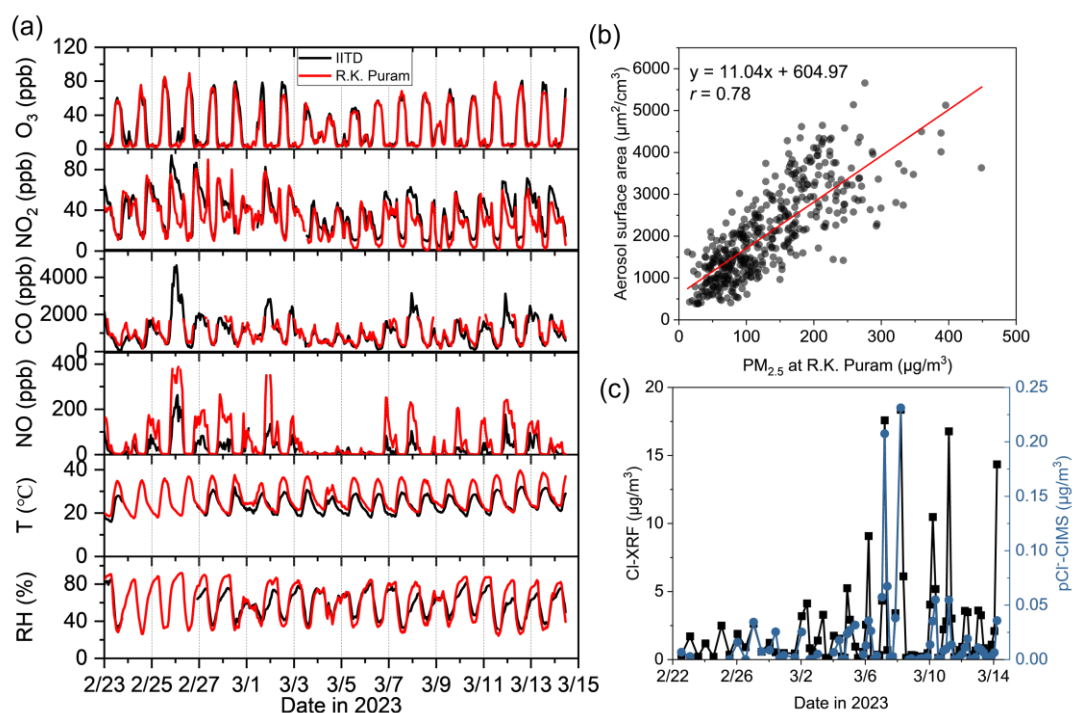 (a)
120
80
40
0
O₃ (ppb)
IITD
R.K. Puram
80
40
0
NO₂ (ppb)
4000
2000
0
CO (ppb)
400
200
0
NO (ppb)
40
20
0
T (°C)
80
40
0
RH (%)
2/23 2/25 2/27 3/1 3/3 3/5 3/7 3/9 3/11 3/13 3/15
Date in 2023
(b)
y = 11.04x + 604.97
r = 0.78
6000
5000
4000
3000
2000
1000
0
Aerosol surface area (µm²/cm³)
0 100 200 300 400 500
PM₂.₅ at R.K. Puram (µg/m³)
(c)
20
15
10
5
0
Cl-XRF (µg/m³)
0.25
0.20
0.15
0.10
0.05
0.00
pCl⁻-CIMS (µg/m³)
2/22 2/26 3/2 3/6 3/10 3/14
Date in 2023